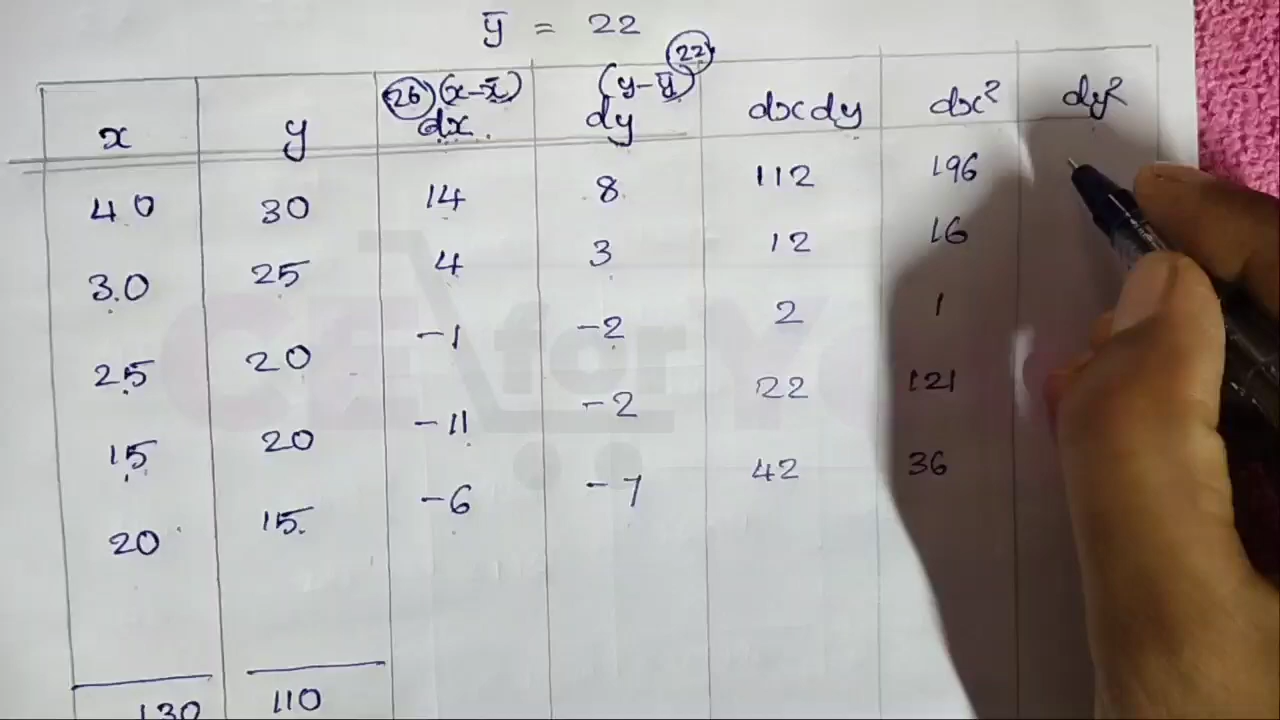 ȳ = 22
x y 26 (x-x̄) dx (y-ȳ) 22 dy dxdy dx² dy²
40 30 14 8 112 196
30 25 4 3 12 16
25 20 -1 -2 2 1
15 20 -11 -2 22 121
20 15 -6 -7 42 36
130 110